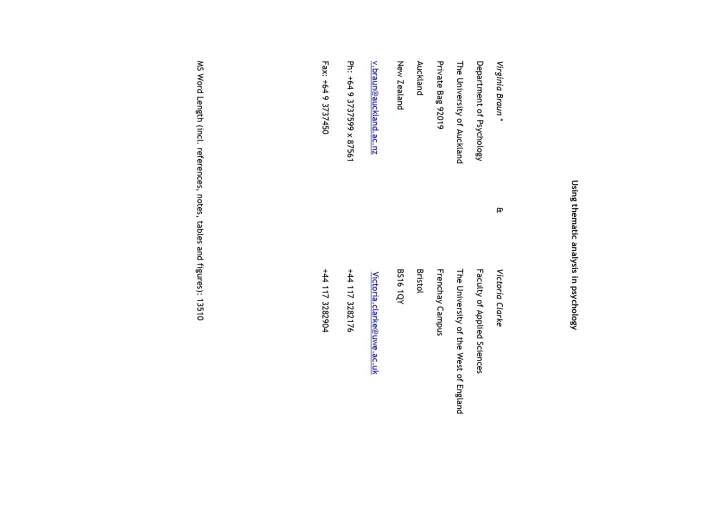 Using thematic analysis in psychology
Virginia Braun * & Victoria Clarke
Department of Psychology Faculty of Applied Sciences
The University of Auckland The University of the West of England
Private Bag 92019 Frenchay Campus
Auckland Bristol
New Zealand BS16 1QY
v.braun@auckland.ac.nz Victoria.clarke@uwe.ac.uk
Ph: +64 9 3737599 x 87561 +44 117 3282176
Fax: +64 9 3737450 +44 117 3282904
MS Word Length (incl. references, notes, tables and figures): 13510